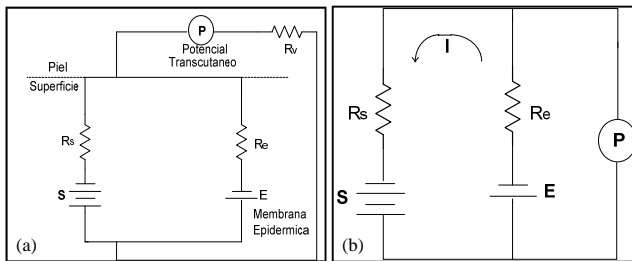 P
Potencial
Transcutaneo
Rv
Piel
Superficie
Rs
Re
S
E
Membrana
Epidermica
(a)
I
Rs
Re
P
S
E
(b)